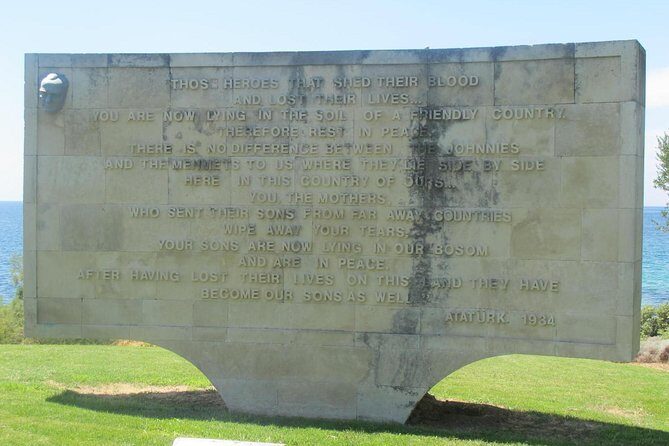 THOS HEROES THAT SHED THEIR BLOOD
AND LOST THEIR LIVES...
YOU ARE NOW LYING IN THE SOIL OF A FRIENDLY COUNTRY.
THEREFORE REST IN PEACE.
THERE IS NO DIFFERENCE BETWEEN THE JOHNNIES
AND THE MEHMETS TO US WHERE THEY LIE SIDE BY SIDE
HERE IN THIS COUNTRY OF OURS...
YOU, THE MOTHERS,
WHO SENT THEIR SONS FROM FAR AWAY COUNTRIES
WIPE AWAY YOUR TEARS;
YOUR SONS ARE NOW LYING IN OUR BOSOM
AND ARE IN PEACE.
AFTER HAVING LOST THEIR LIVES ON THIS LAND THEY HAVE
BECOME OUR SONS AS WELL
ATATÜRK. 1934